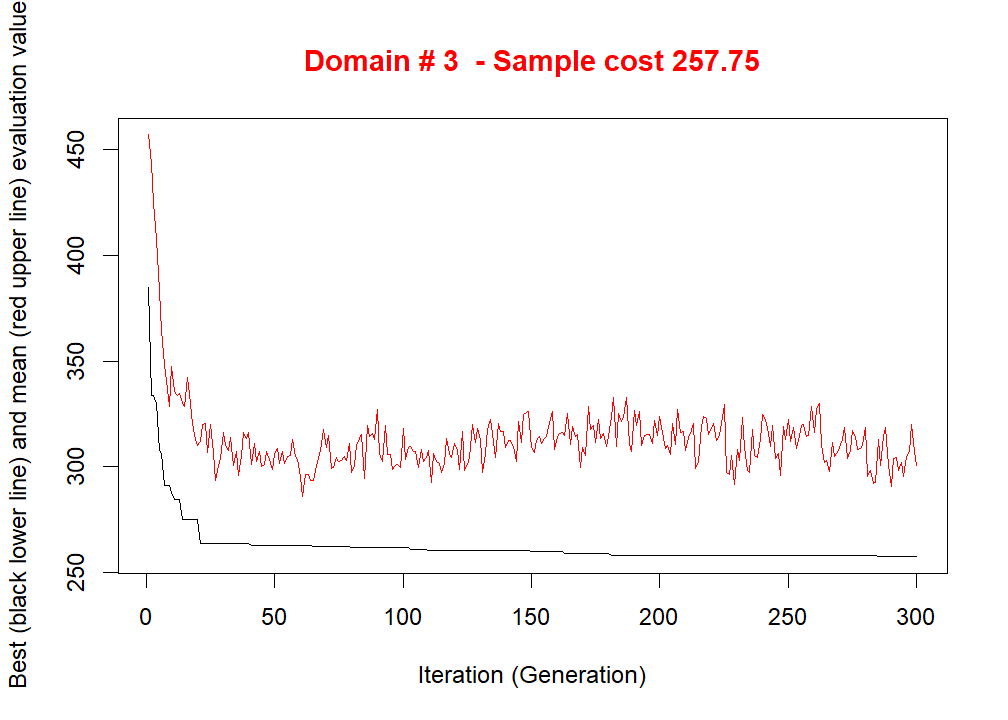 Domain # 3  - Sample cost 257.75
Best (black lower line) and mean (red upper line) evaluation value
450
400
350
300
250
0 50 100 150 200 250 300
Iteration (Generation)